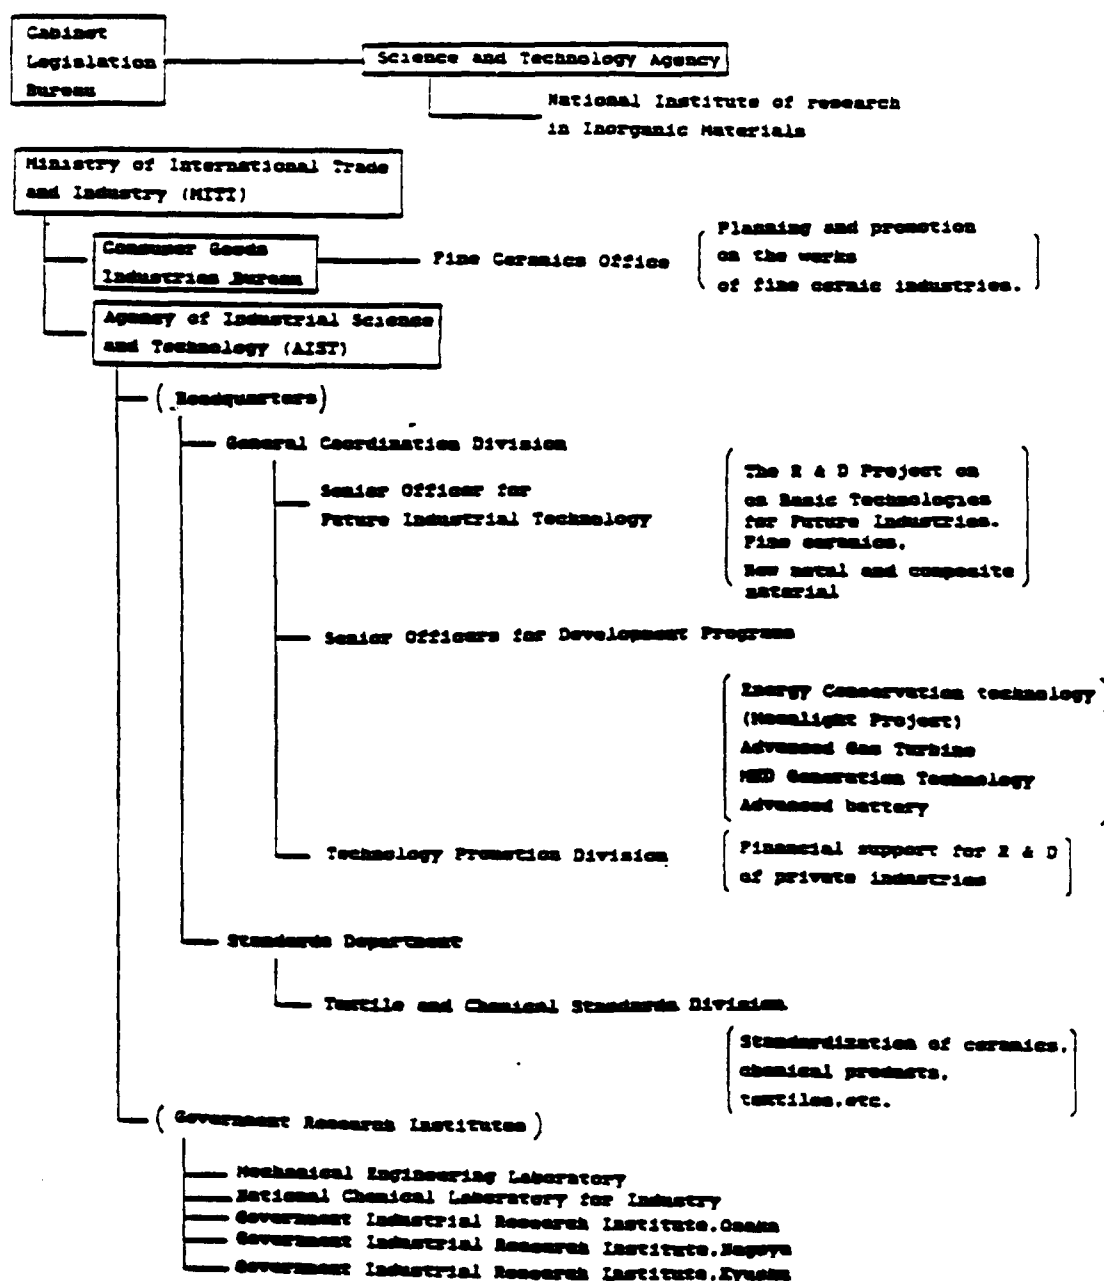 Cabinet
Legislation
Bureau
Science and Technology Agency
National Institute of research
in Inorganic Materials
Ministry of International Trade
and Industry (MITI)
Consumer Goods
Industries Bureau
Fine Ceramics Office
Planning and promotion
on the works
of fine cermic industries.
Agency of Industrial Science
and Technology (AIST)
(Headquarters)
General Coordination Division
Senior Officer for
Future Industrial Technology
The R & D Project on
on Basic Technologies
for Future Industries.
Fine ceramics.
New metal and composite
material
Senior Officers for Development Programs
Energy Conservation technology
(Moonlight Project)
Advanced Gas Turbine
MHD Generation Technology
Advanced battery
Technology Promotion Division
Financial support for R & D
of private industries
Standards Department
Textile and Chemical Standards Division
Standardization of ceramics.
chemical products.
textiles.etc.
(Government Research Institutes)
Mechanical Engineering Laboratory
National Chemical Laboratory for Industry
Government Industrial Research Institute.Osaka
Government Industrial Research Institute.Nagoya
Government Industrial Research Institute.Kyushu